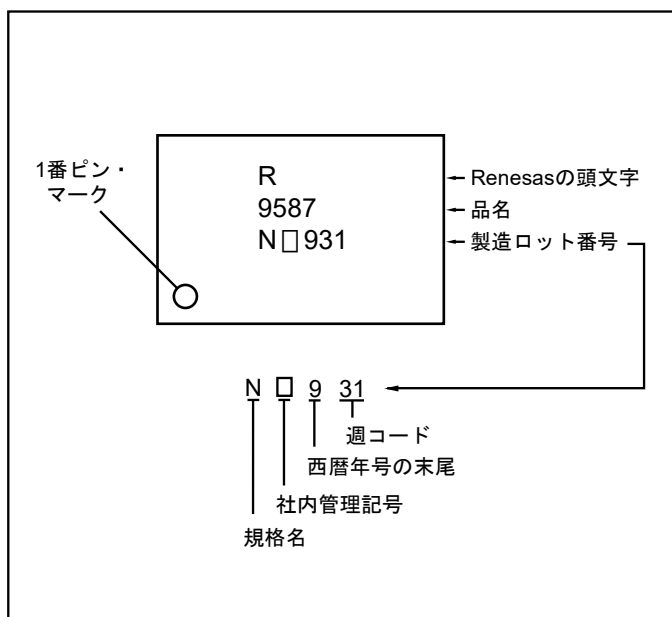 1番ピン・
マーク
R
9587
N□931
Renesasの頭文字
品名
製造ロット番号
N □ 9 31
週コード
西暦年号の末尾
社内管理記号
規格名